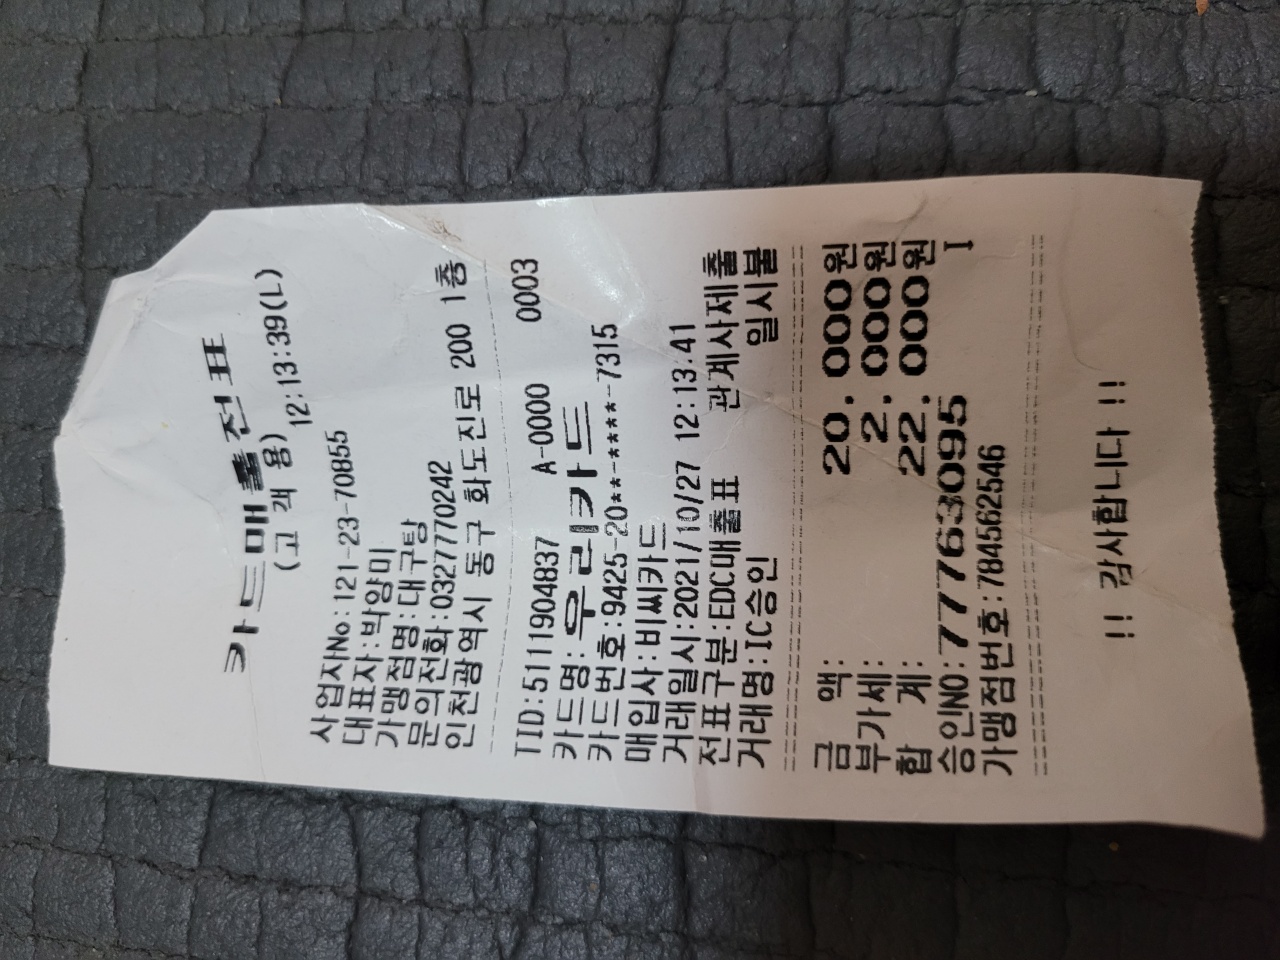 카드매출전표
(고 객 용)
12:13:39(L)
사업자No:121-23-70855
대표자:박양미
가맹점명:대구탕
문의전화:0327770242
인천광역시 동구 화도진로 200 1층
TID:5111904837 A-0000 0003
카드명:우리카드
카드번호:9425-20**-****-7315
매입사:비씨카드
거래일시:2021/10/27 12:13:41
전표구분:EDC매출표 관계사제출
거래명:IC승인 일시불
금 액: 20.000원
부가세: 2.000원
합 계: 22.000원
승인NO:77763095 I
가맹점번호:784562546
!! 감사합니다 !!